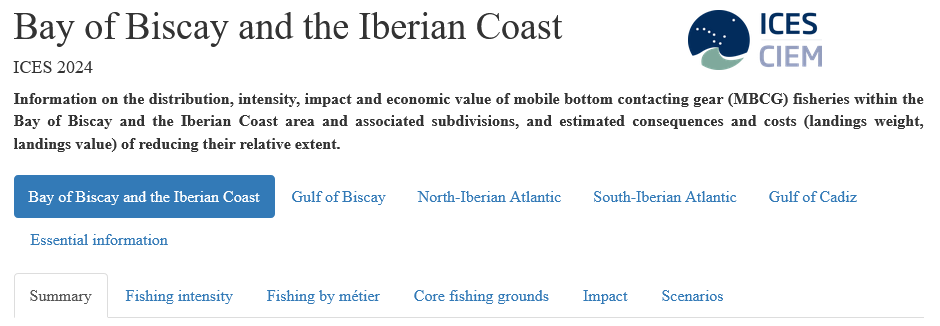 Bay of Biscay and the Iberian Coast
ICES
CIEM
ICES 2024
Information on the distribution, intensity, impact and economic value of mobile bottom contacting gear (MBCG) fisheries within the
Bay of Biscay and the Iberian Coast area and associated subdivisions, and estimated consequences and costs (landings weight,
landings value) of reducing their relative extent.
Bay of Biscay and the Iberian Coast Gulf of Biscay North-Iberian Atlantic South-Iberian Atlantic Gulf of Cadiz
Essential information
Summary Fishing intensity Fishing by métier Core fishing grounds Impact Scenarios